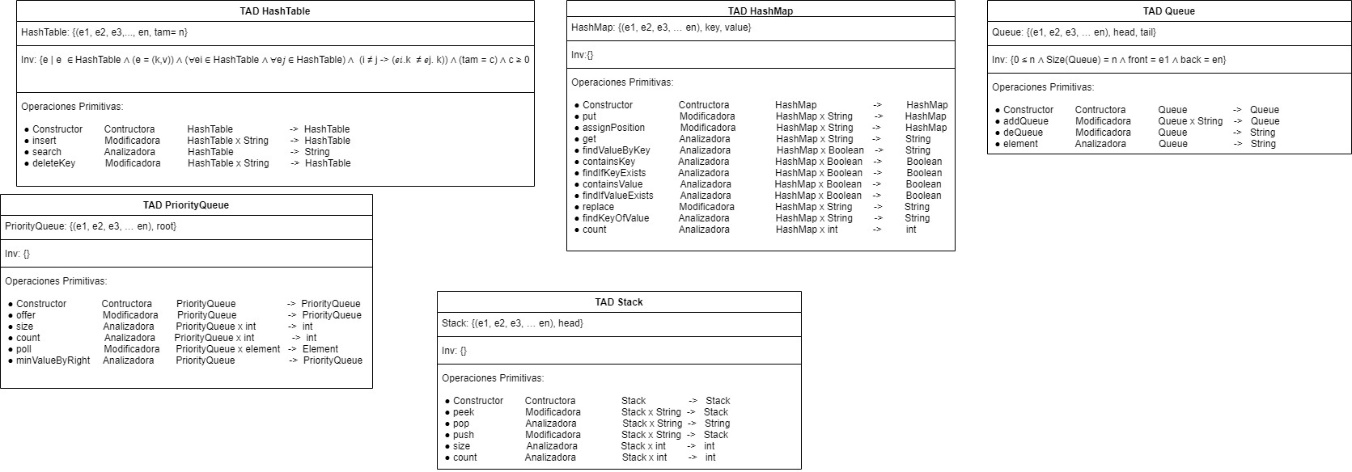 TAD HashTable
HashTable: {(e1, e2, e3,..., en, tam= n}
Inv: {e | e ∈ HashTable ∧ (e = (k,v)) ∧ (∀ei ∈ HashTable ∧ ∀ej ∈ HashTable ∧ (i ≠ j -> (ei.k ≠ ej. k)) ∧ (tam = c) ∧ c ≥ 0
Operaciones Primitivas:
● Constructor Contructora HashTable -> HashTable
● insert Modificadora HashTable x String -> HashTable
● search Analizadora HashTable -> String
● deleteKey Modificadora HashTable x String -> HashTable
TAD HashMap
HashMap: {(e1, e2, e3, … en), key, value}
Inv:{}
Operaciones Primitivas:
● Constructor Contructora HashMap -> HashMap
● put Modificadora HashMap x String -> HashMap
● assignPosition Modificadora HashMap x String -> HashMap
● get Analizadora HashMap x String -> String
● findValueByKey Analizadora HashMap x Boolean -> String
● containsKey Analizadora HashMap x Boolean -> Boolean
● findIfKeyExists Analizadora HashMap x Boolean -> Boolean
● containsValue Analizadora HashMap x Boolean -> Boolean
● findIfValueExists Analizadora HashMap x Boolean -> Boolean
● replace Modificadora HashMap x String -> String
● findKeyOfValue Analizadora HashMap x String -> String
● count Analizadora HashMap x int -> int
TAD Queue
Queue: {(e1, e2, e3, … en), head, tail}
Inv: {0 ≤ n ∧ Size(Queue) = n ∧ front = e1 ∧ back = en}
Operaciones Primitivas:
● Constructor Contructora Queue -> Queue
● addQueue Modificadora Queue x String -> Queue
● deQueue Modificadora Queue -> String
● element Analizadora Queue -> String
TAD PriorityQueue
PriorityQueue: {(e1, e2, e3, … en), root}
Inv: {}
Operaciones Primitivas:
● Constructor Contructora PriorityQueue -> PriorityQueue
● offer Modificadora PriorityQueue -> PriorityQueue
● size Analizadora PriorityQueue x int -> int
● count Analizadora PriorityQueue x int -> int
● poll Modificadora PriorityQueue x element -> Element
● minValueByRight Analizadora PriorityQueue -> PriorityQueue
TAD Stack
Stack: {(e1, e2, e3, … en), head}
Inv: {}
Operaciones Primitivas:
● Constructor Contructora Stack -> Stack
● peek Modificadora Stack x String -> Stack
● pop Analizadora Stack x String -> String
● push Modificadora Stack x String -> Stack
● size Analizadora Stack x int -> int
● count Analizadora Stack x int -> int